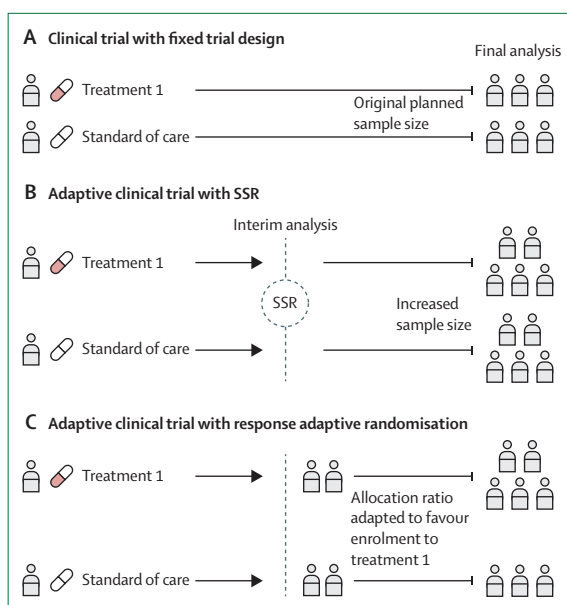 A Clinical trial with fixed trial design
Final analysis
Treatment 1
Original planned
sample size
Standard of care
B Adaptive clinical trial with SSR
Interim analysis
Treatment 1
SSR
Increased
sample size
Standard of care
C Adaptive clinical trial with response adaptive randomisation
Treatment 1
Allocation ratio
adapted to favour
enrolment to
treatment 1
Standard of care